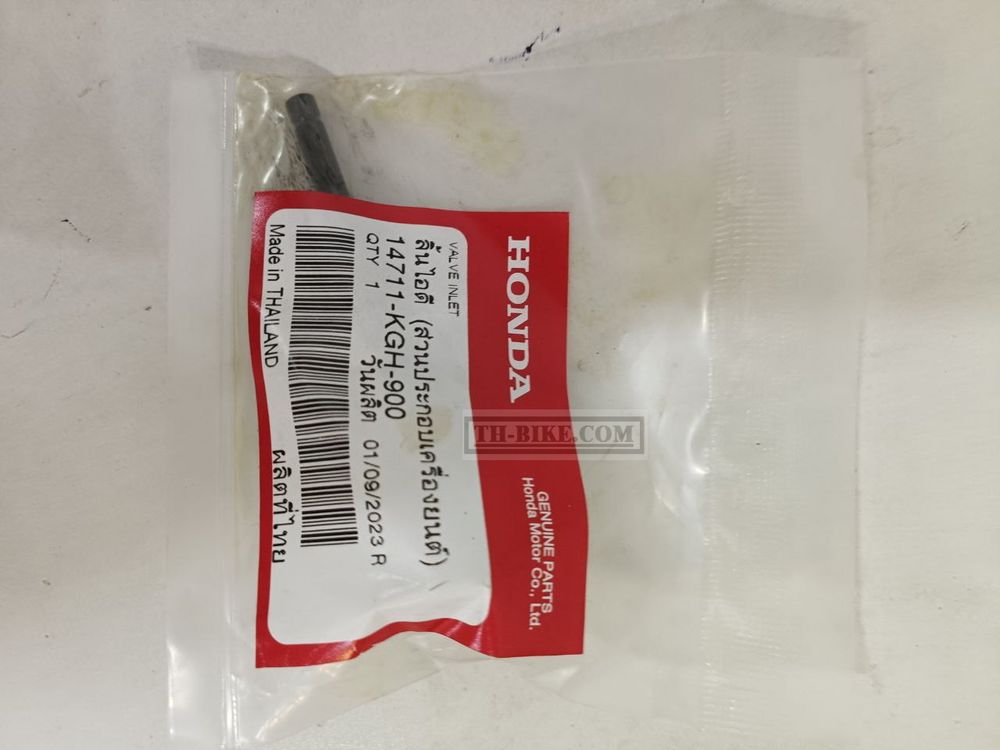 HONDA
GENUINE PARTS
Honda Motor Co., Ltd.
VALVE INLET
ลิ้นไอดี (ส่วนประกอบเครื่องยนต์)
14711-KGH-900
QTY 1
วันผลิต 01/09/2023 R
Made in THAILAND
ผลิตที่ไทย
TH-BIKE.COM